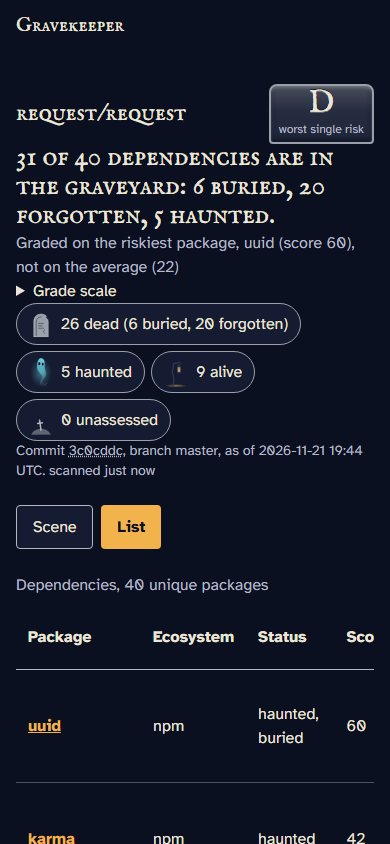 Gravekeeper
request/request
D
worst single risk
31 of 40 dependencies are in
the graveyard: 6 buried, 20
forgotten, 5 haunted.
Graded on the riskiest package, uuid (score 60),
not on the average (22)
Grade scale
26 dead (6 buried, 20 forgotten)
5 haunted
9 alive
0 unassessed
Commit 3c0cddc, branch master, as of 2026-11-21 19:44
UTC. scanned just now
Scene
List
Dependencies, 40 unique packages
Package Ecosystem Status Sco
uuid npm haunted, buried 60
karma npm haunted 42